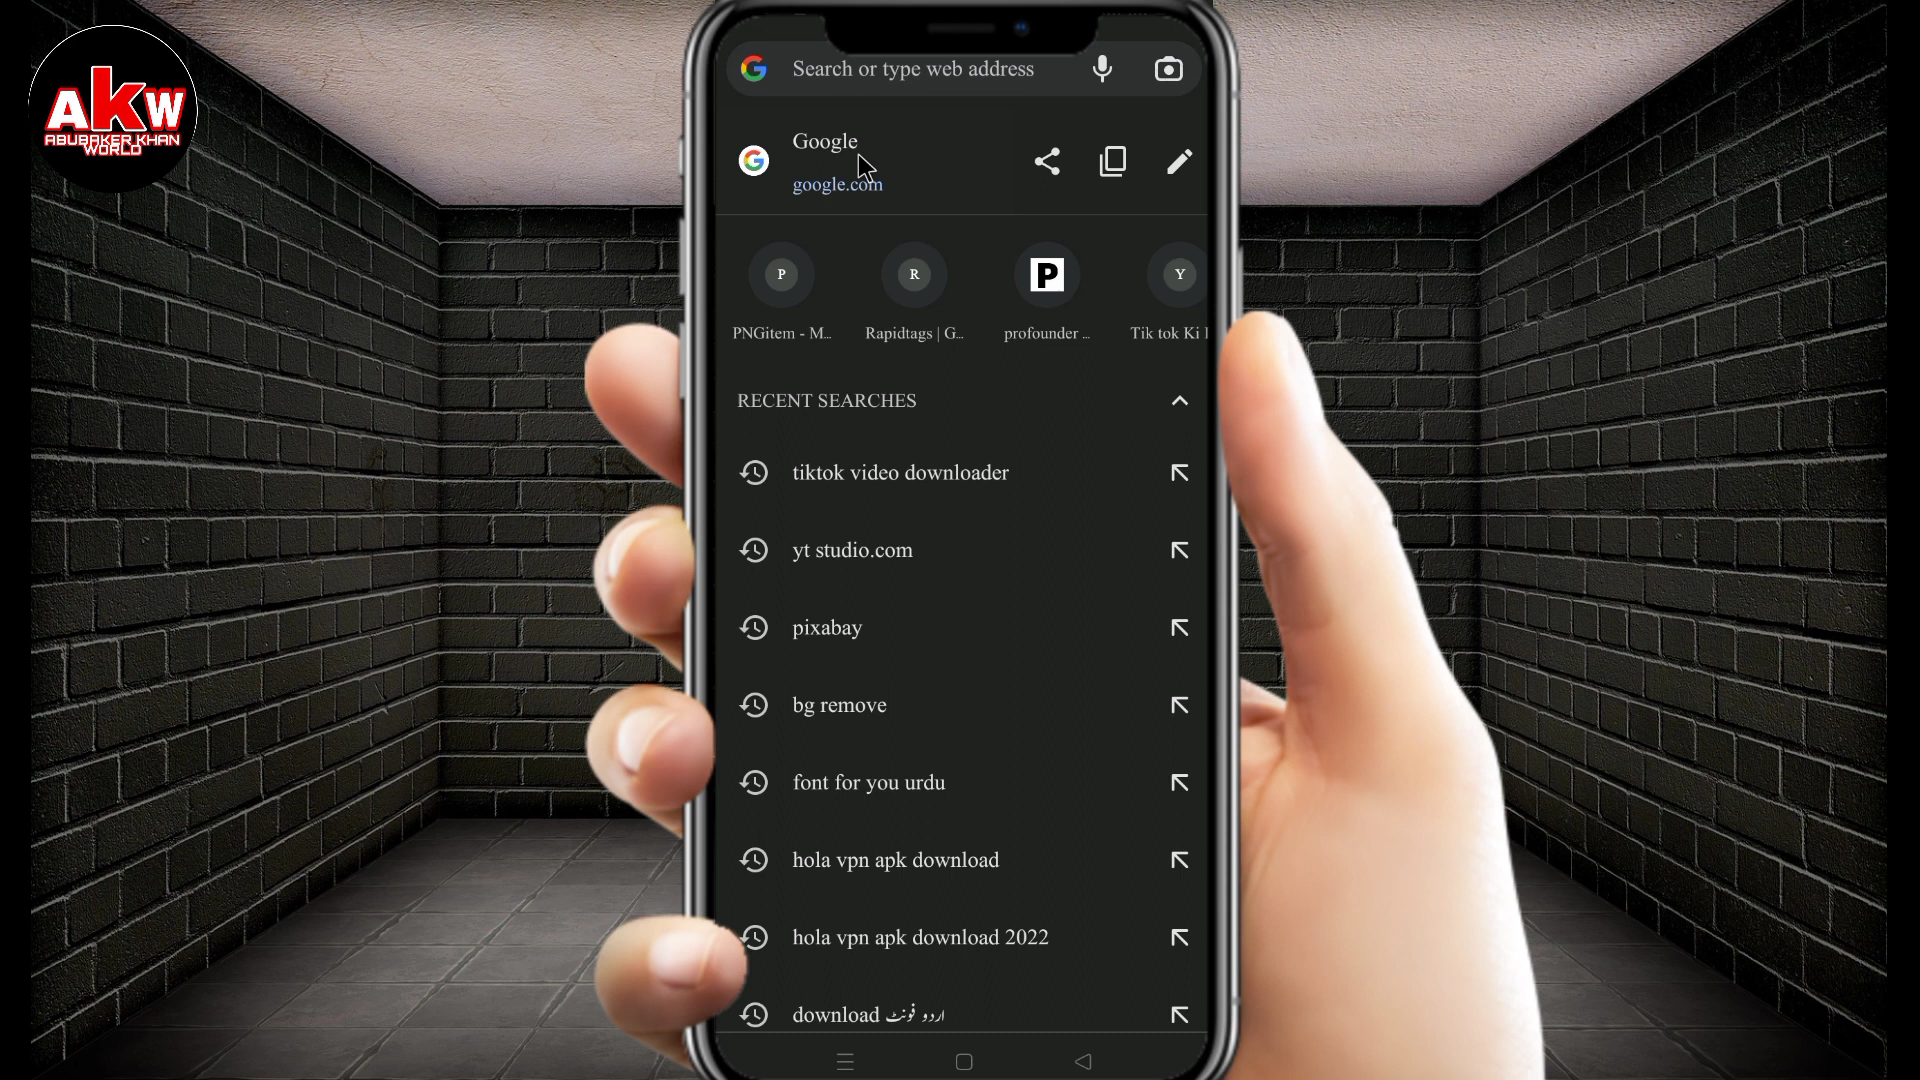 AKW
ABUBAKER KHAN
WORLD
Search or type web address
Google
google.com
P
R
P
Y
PNGitem - M...
Rapidtags | G...
profounder ...
Tik tok Ki
RECENT SEARCHES
tiktok video downloader
yt studio.com
pixabay
bg remove
font for you urdu
hola vpn apk download
hola vpn apk download 2022
download اردو فونٹ